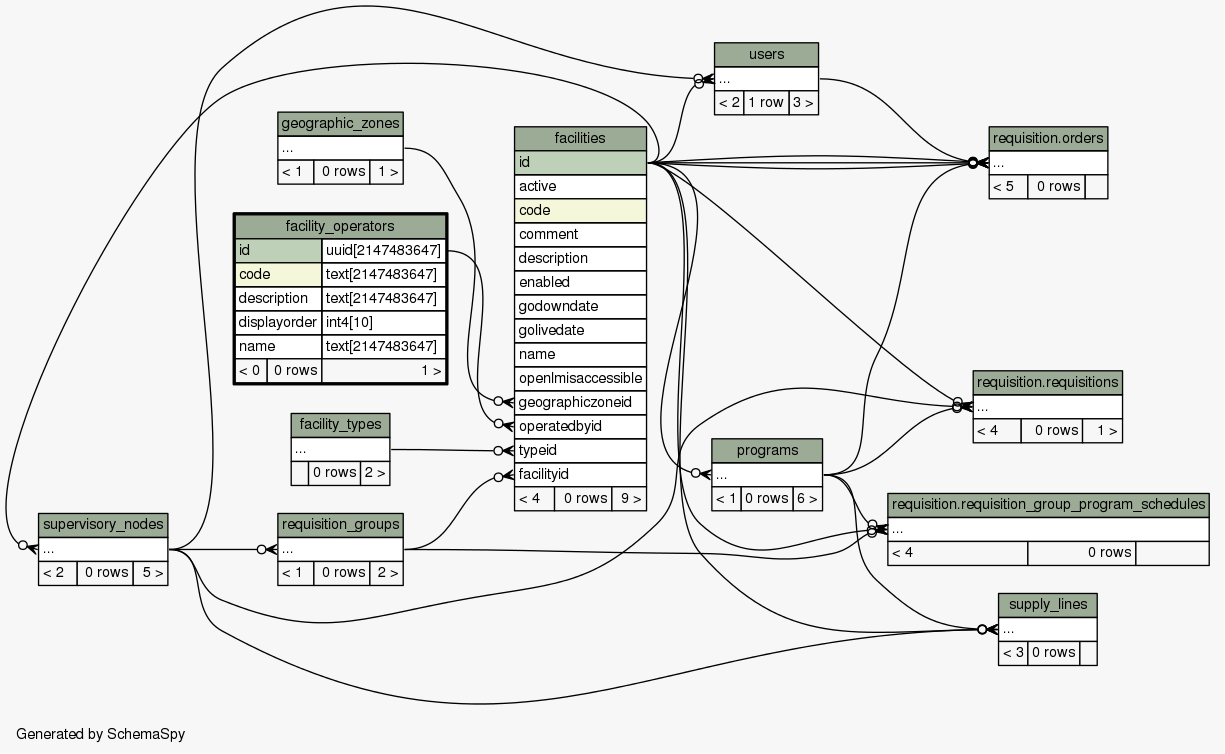 users
...
< 2 1 row 3 >
geographic_zones
...
< 1 0 rows 1 >
facilities
id
active
code
comment
description
enabled
godowndate
golivedate
name
openlmisaccessible
geographiczoneid
operatedbyid
typeid
facilityid
< 4 0 rows 9 >
requisition.orders
...
< 5 0 rows
facility_operators
id uuid[2147483647]
code text[2147483647]
description text[2147483647]
displayorder int4[10]
name text[2147483647]
< 0 0 rows 1 >
requisition.requisitions
...
< 4 0 rows 1 >
facility_types
...
0 rows 2 >
programs
...
< 1 0 rows 6 >
requisition.requisition_group_program_schedules
...
< 4 0 rows
supervisory_nodes
...
< 2 0 rows 5 >
requisition_groups
...
< 1 0 rows 2 >
supply_lines
...
< 3 0 rows
Generated by SchemaSpy